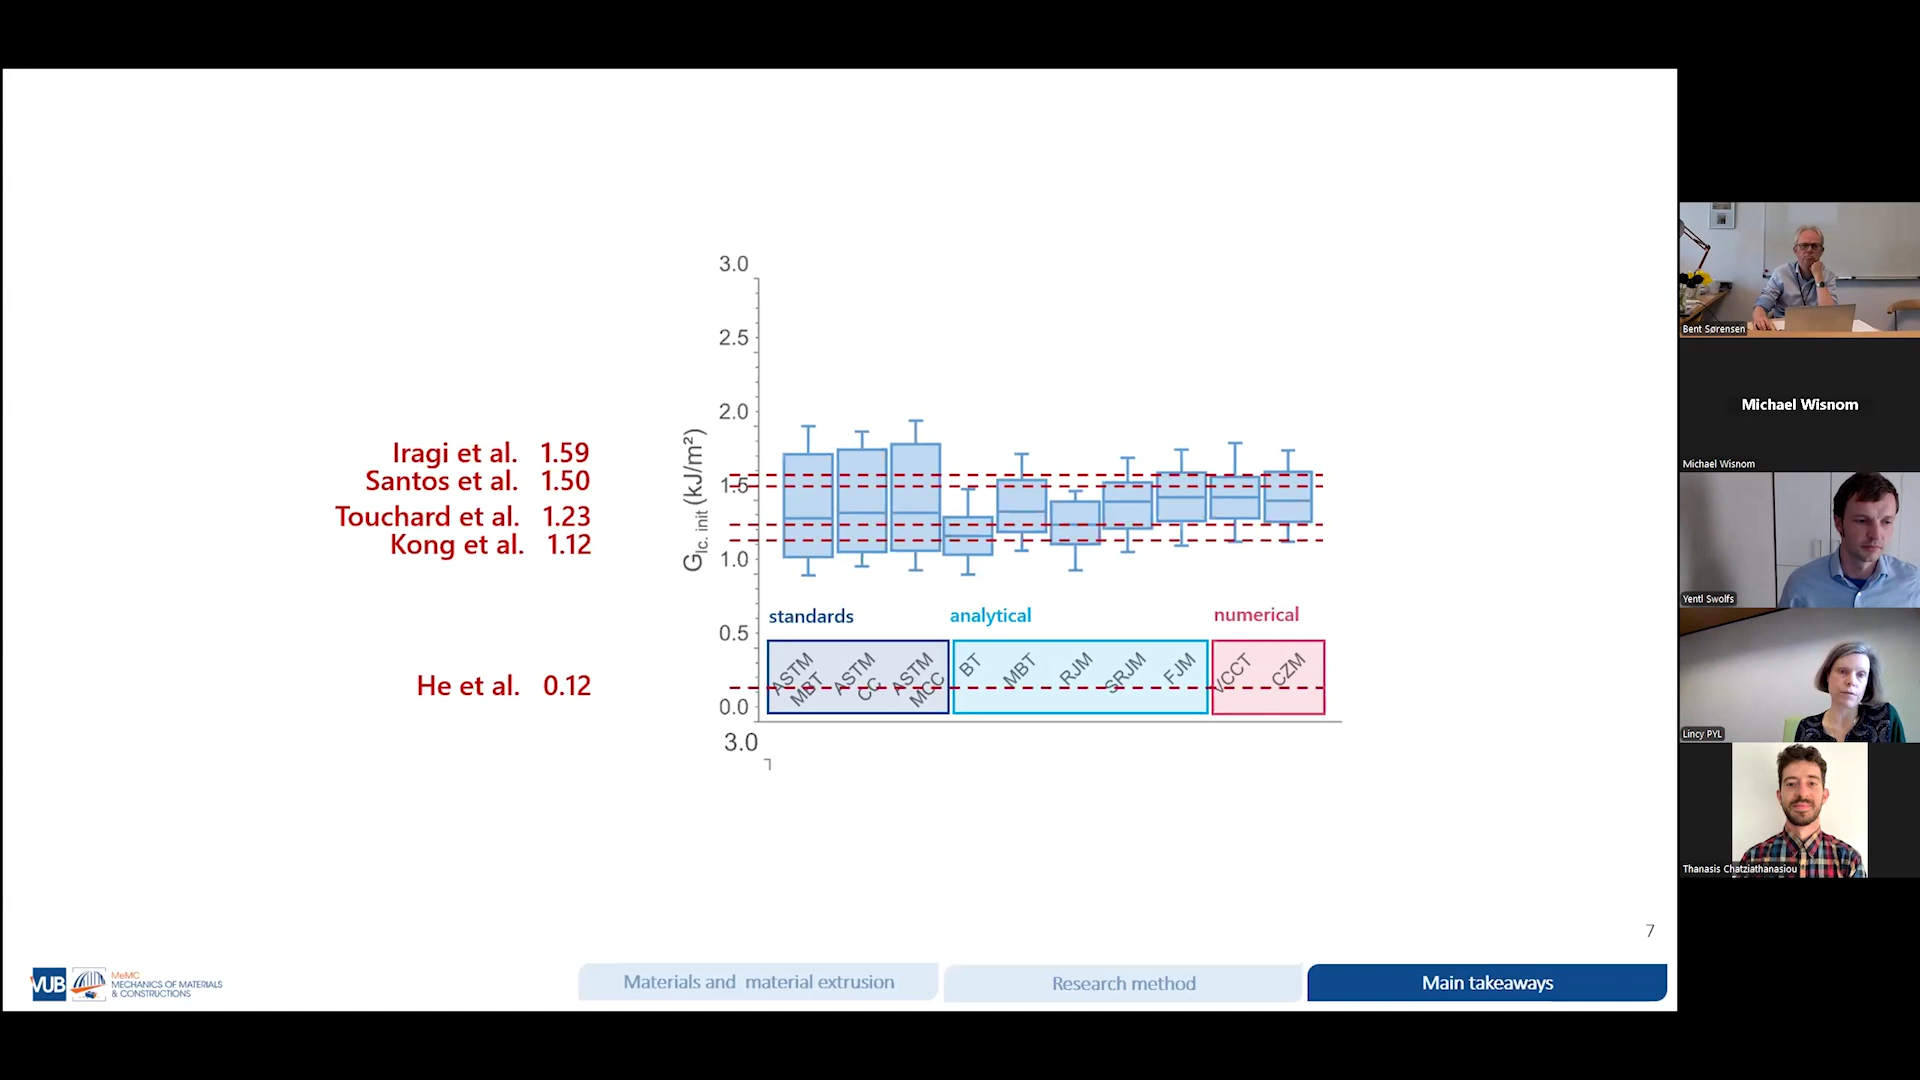 3.0
2.5
2.0
1.5
1.0
0.5
0.0
3.0
GIc. init (kJ/m²)
Iragi et al. 1.59
Santos et al. 1.50
Touchard et al. 1.23
Kong et al. 1.12
He et al. 0.12
standards
analytical
numerical
ASTM MBT
ASTM CC
ASTM MCC
BT
MBT
RJM
SRJM
FJM
VCCT
CZM
7
VUB
MeMC
MECHANICS OF MATERIALS
& CONSTRUCTIONS
Materials and material extrusion
Research method
Main takeaways
Bent Sørensen
Michael Wisnom
Michael Wisnom
Yentl Swolfs
Lincy PYL
Thanasis Chatziathanasiou